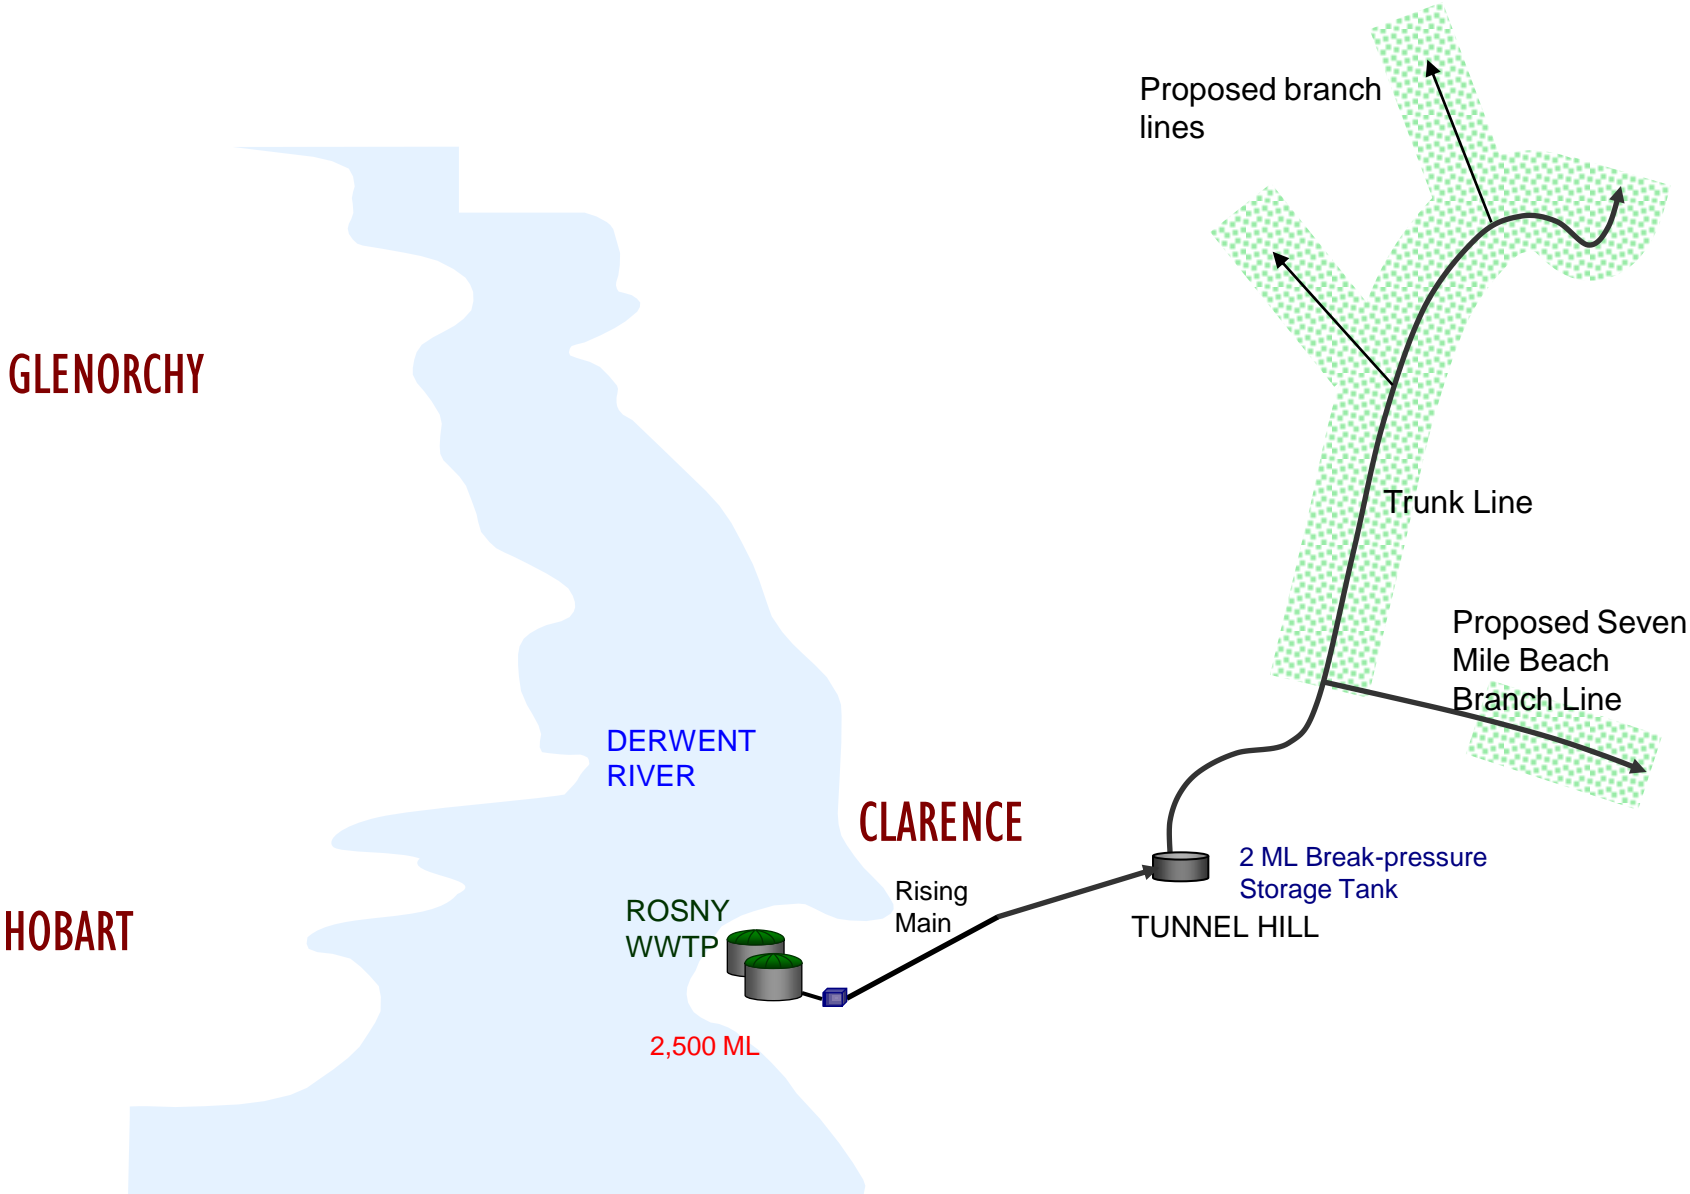 Proposed branch
lines
GLENORCHY
Trunk Line
Proposed Seven
Mile Beach
Branch Line
DERWENT
RIVER
CLARENCE
2 ML Break-pressure
Storage Tank
Rising
Main
TUNNEL HILL
HOBART
ROSNY
WWTP
2,500 ML